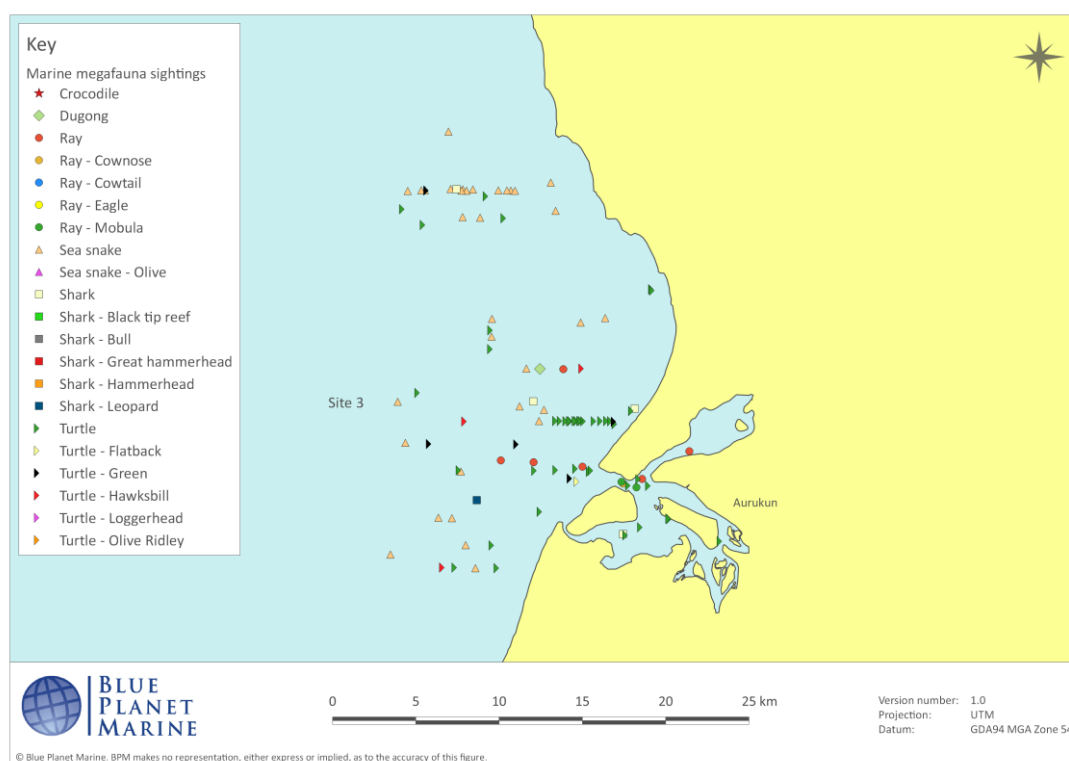 Key
Marine megafauna sightings
Crocodile
Dugong
Ray
Ray - Cownose
Ray - Cowtail
Ray - Eagle
Ray - Mobula
Sea snake
Sea snake - Olive
Shark
Shark - Black tip reef
Shark - Bull
Shark - Great hammerhead
Shark - Hammerhead
Shark - Leopard
Turtle
Turtle - Flatback
Turtle - Green
Turtle - Hawksbill
Turtle - Loggerhead
Turtle - Olive Ridley
Site 3
Aurukun
BLUE
PLANET
MARINE
0 5 10 15 20 25 km
Version number: 1.0
Projection: UTM
Datum: GDA94 MGA Zone 54
© Blue Planet Marine. BPM makes no representation, either express or implied, as to the accuracy of this figure.